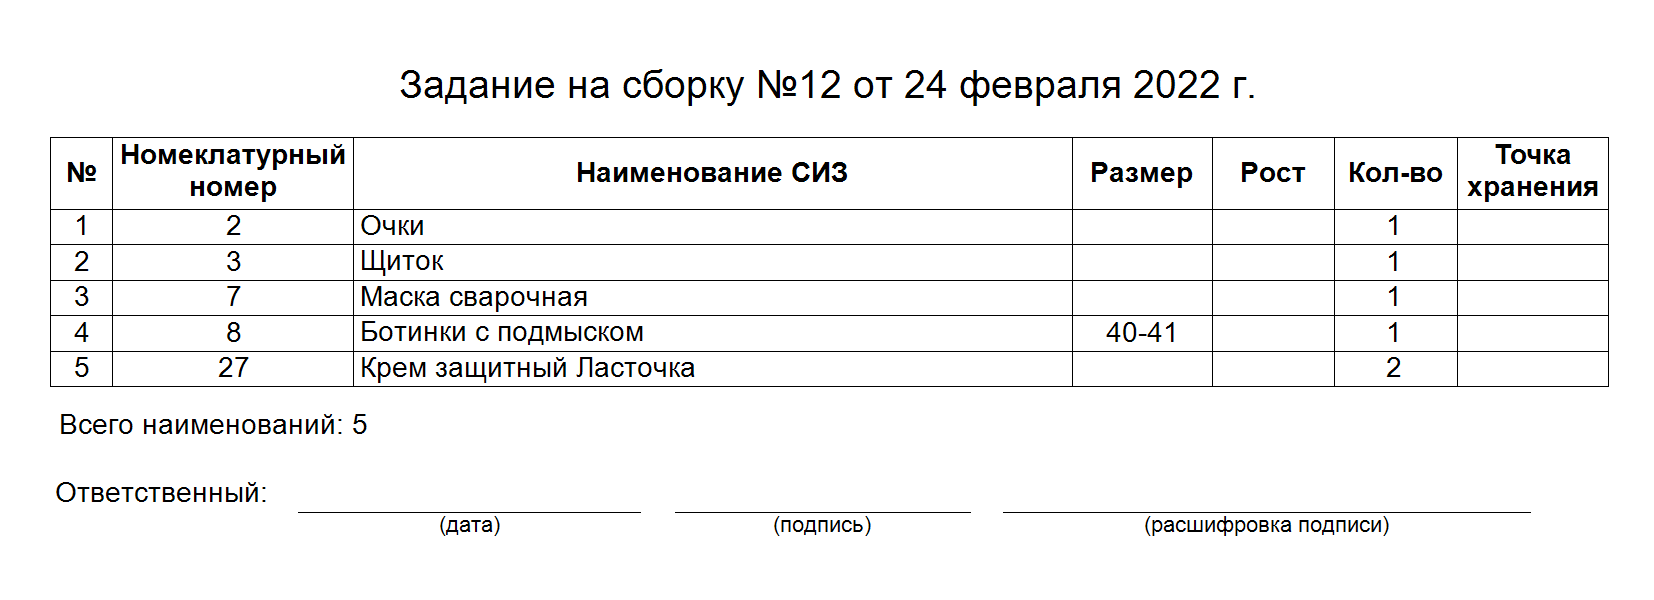 Задание на сборку №12 от 24 февраля 2022 г.
№ Номеклатурный номер Наименование СИЗ Размер Рост Кол-во Точка хранения
1 2 Очки 1
2 3 Щиток 1
3 7 Маска сварочная 1
4 8 Ботинки с подмыском 40-41 1
5 27 Крем защитный Ласточка 2
Всего наименований: 5
Ответственный:
(дата) (подпись) (расшифровка подписи)